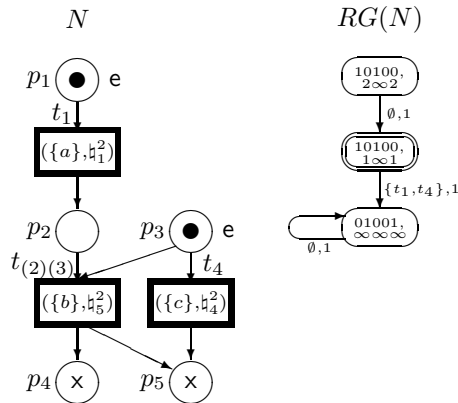 N
RG(N)
p₁ e
t₁
({a},♮²₁)
p₂
p₃ e
t₍₂₎₍₃₎
t₄
({b},♮²₅)
({c},♮²₄)
p₄ x
p₅ x
10100,
2∞2
∅,1
10100,
1∞1
{t₁,t₄},1
01001,
∞∞∞
∅,1